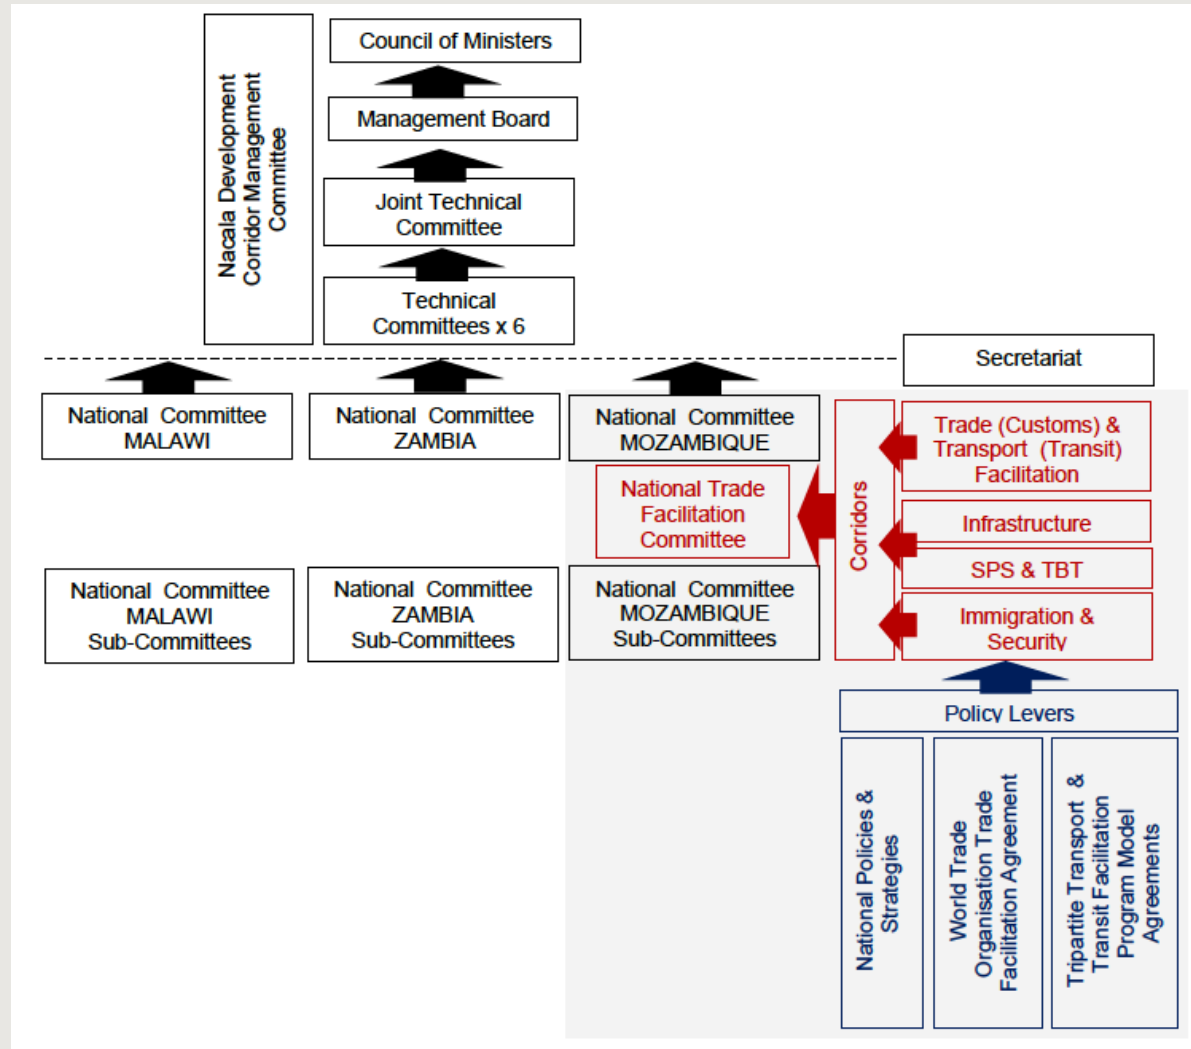 Council of Ministers
Management Board
Nacala Development
Corridor Management
Committee
Joint Technical
Committee
Technical
Committees x 6
Secretariat
National Committee
MALAWI
National Committee
ZAMBIA
National Committee
MOZAMBIQUE
National Trade
Facilitation
Committee
Corridors
Trade (Customs) &
Transport (Transit)
Facilitation
Infrastructure
SPS & TBT
Immigration &
Security
National Committee
MALAWI
Sub-Committees
National Committee
ZAMBIA
Sub-Committees
National Committee
MOZAMBIQUE
Sub-Committees
Policy Levers
National Policies &
Strategies
World Trade
Organisation Trade
Facilitation Agreement
Tripartite Transport &
Transit Facilitation
Program Model
Agreements